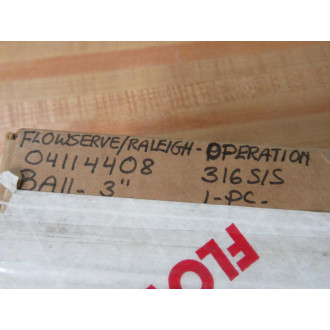 FLOWSERVE/RALEIGH-OPERATION
04114408 316S/S
BALL- 3" 1-PC-
FLO